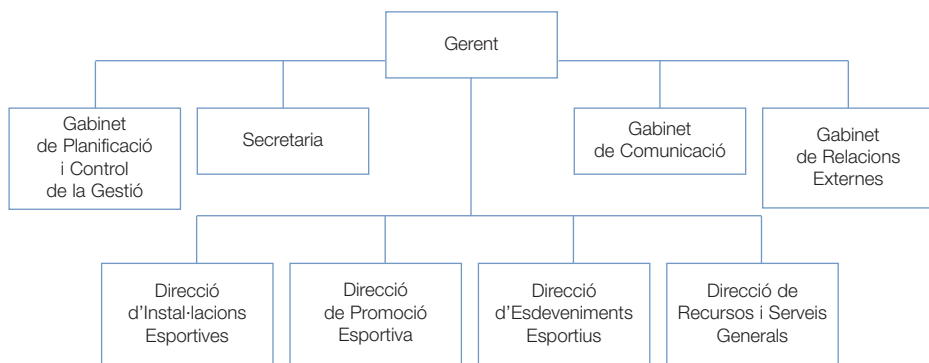 Gerent
Gabinet
de Planificació
i Control
de la Gestió
Secretaria
Gabinet
de Comunicació
Gabinet
de Relacions
Externes
Direcció
d’Instal·lacions
Esportives
Direcció
de Promoció
Esportiva
Direcció
d’Esdeveniments
Esportius
Direcció de
Recursos i Serveis
Generals